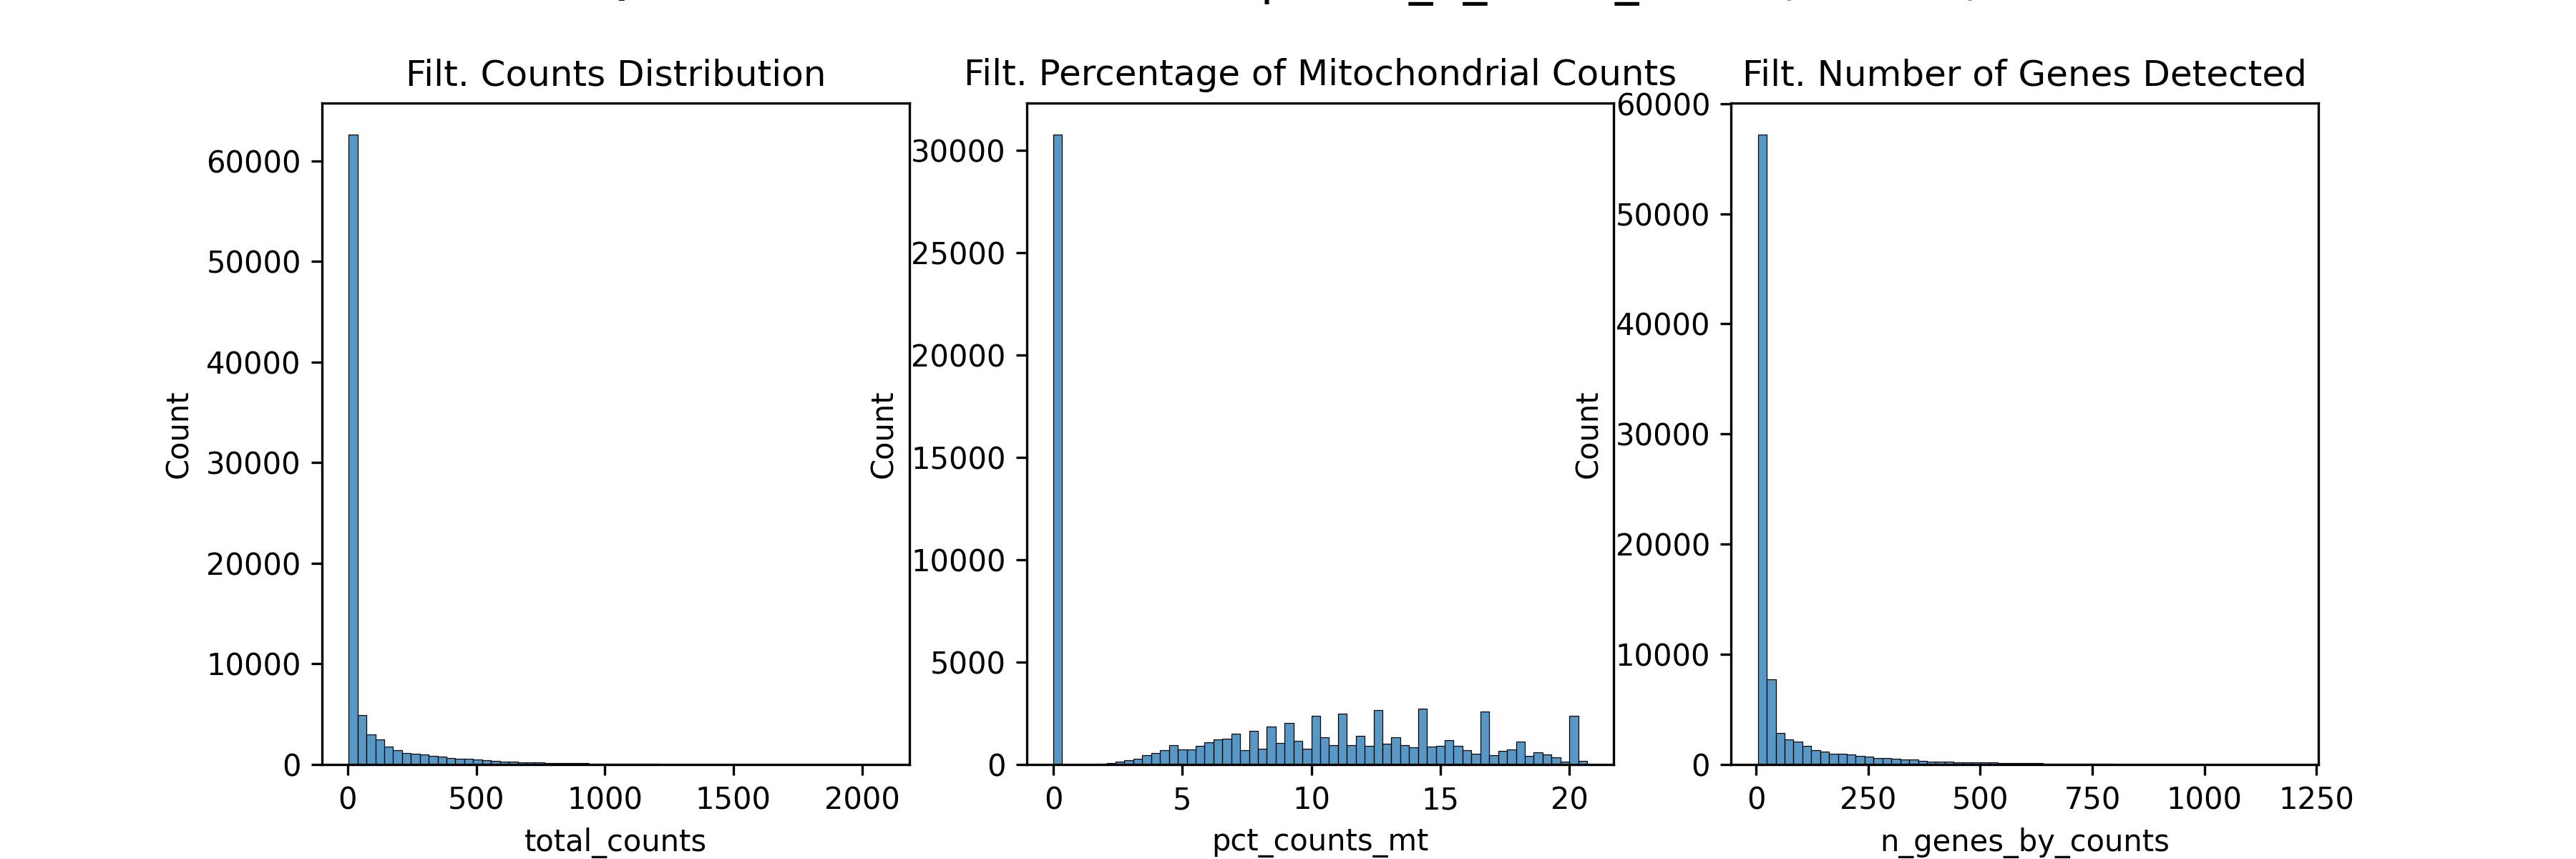 Filt. Counts Distribution
Filt. Percentage of Mitochondrial Counts
Filt. Number of Genes Detected
60000
50000
40000
30000
20000
10000
0
Count
0 500 1000 1500 2000
total_counts
30000
25000
20000
15000
10000
5000
0
Count
0 5 10 15 20
pct_counts_mt
60000
50000
40000
30000
20000
10000
0
Count
0 250 500 750 1000 1250
n_genes_by_counts